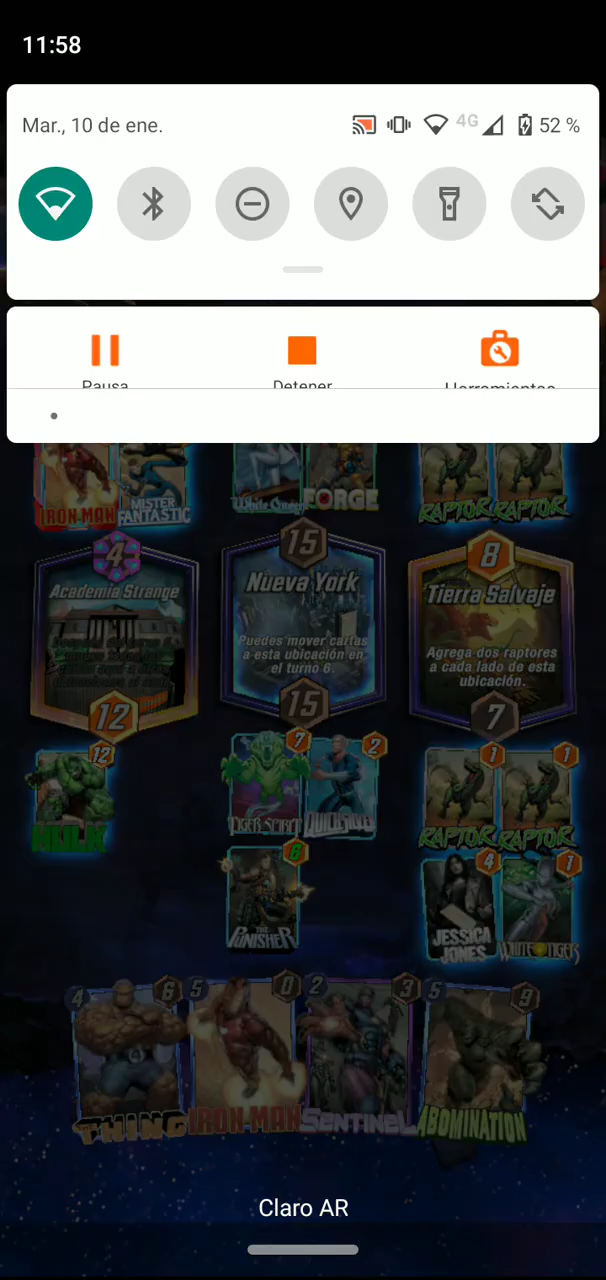 11:58
Mar., 10 de ene.
4G
52 %
Pausa
Detener
Herramientas
IRON-MAN
MISTER FANTASTIC
White Queen
FORGE
RAPTOR
RAPTOR
4
15
8
Academia Strange
Nueva York
Tierra Salvaje
Puedes mover cartas
a esta ubicación en
el turno 6.
Agrega dos raptores
a cada lado de esta
ubicación.
12
15
7
12
7
2
1
1
HULK
TIGER SPIRIT
QUICKSILVER
RAPTOR
RAPTOR
8
4
1
THE PUNISHER
JESSICA JONES
WHITE TIGER
4
6
5
0
2
3
5
9
THING
IRON-MAN
SENTINEL
ABOMINATION
Claro AR